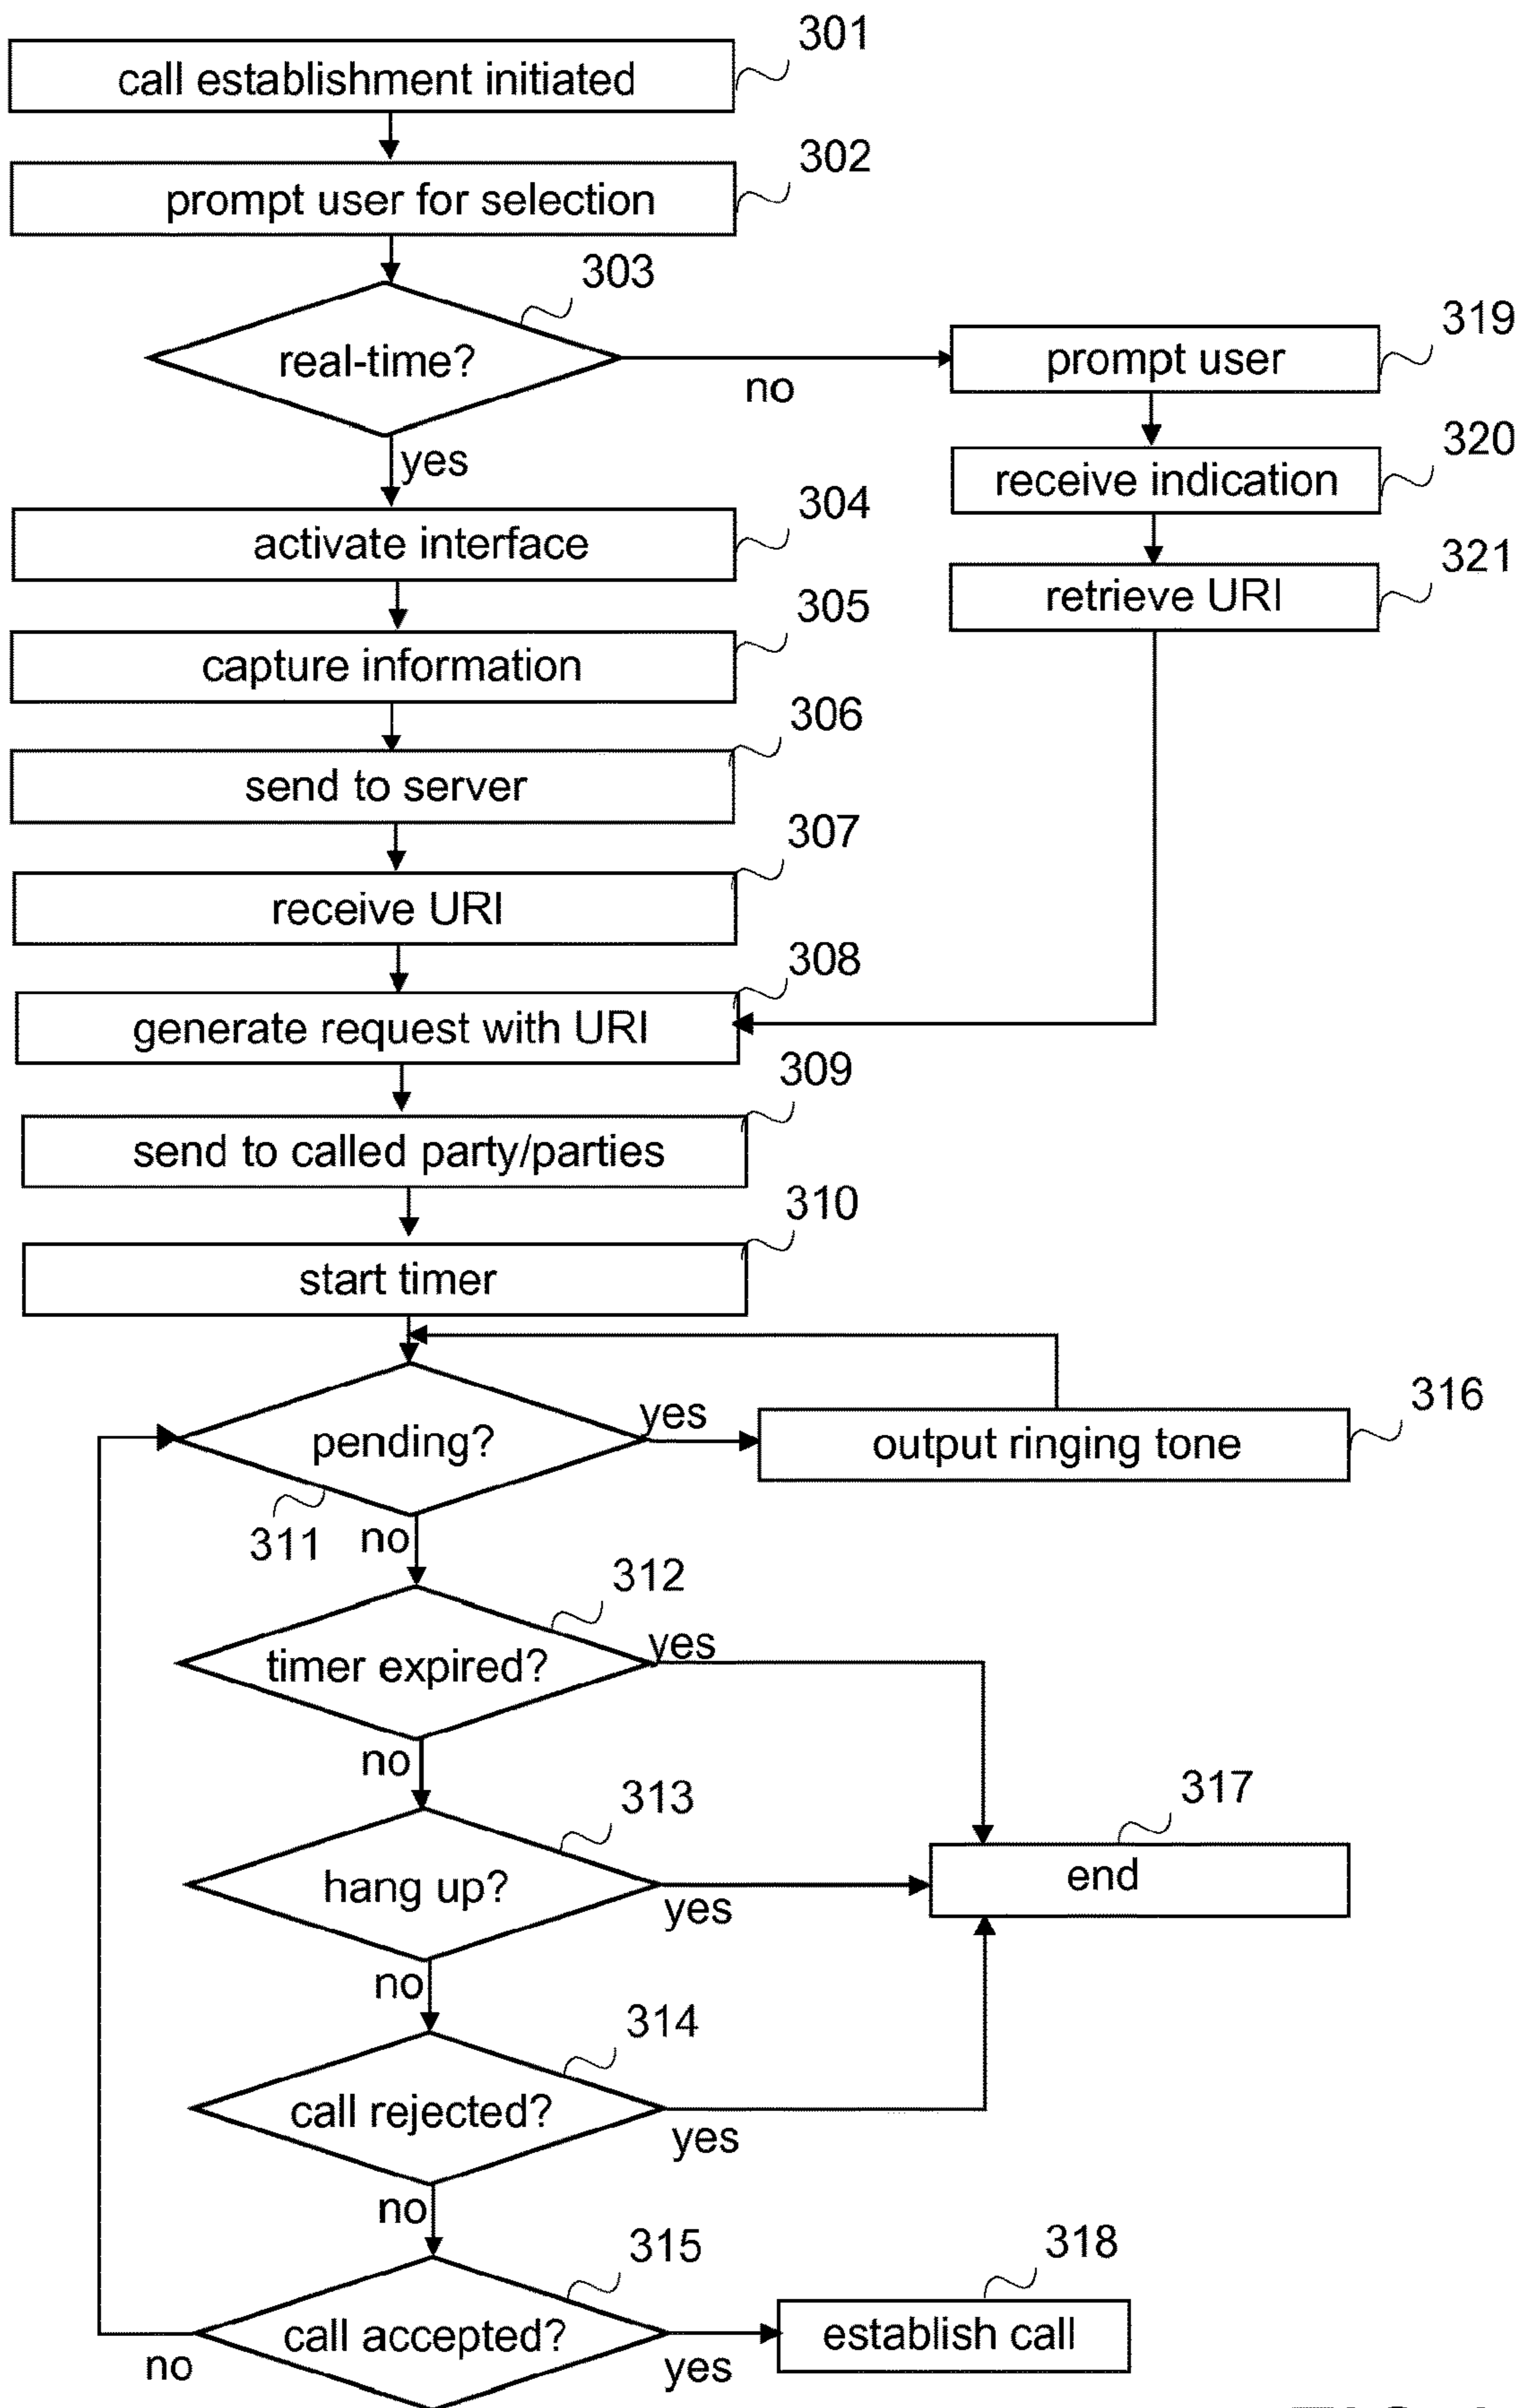 301
call establishment initiated
302
prompt user for selection
303
real-time?
no
yes
319
prompt user
320
receive indication
321
retrieve URI
304
activate interface
305
capture information
306
send to server
307
receive URI
308
generate request with URI
309
send to called party/parties
310
start timer
pending?
yes
316
output ringing tone
311
no
312
timer expired?
yes
no
313
hang up?
yes
317
end
no
314
call rejected?
yes
no
315
call accepted?
no
yes
318
establish call